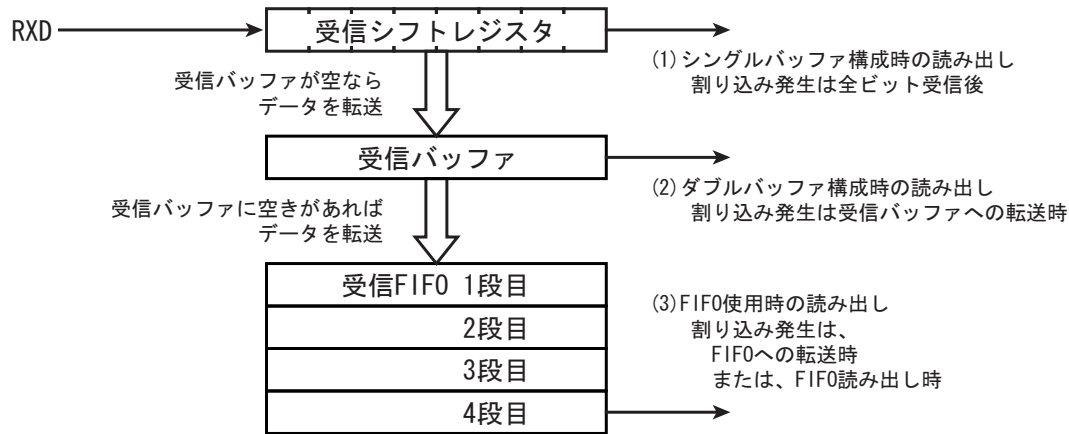 RXD
受信シフトレジスタ
(1)シングルバッファ構成時の読み出し
割り込み発生は全ビット受信後
受信バッファが空なら
データを転送
受信バッファ
(2)ダブルバッファ構成時の読み出し
割り込み発生は受信バッファへの転送時
受信バッファに空きがあれば
データを転送
受信FIFO 1段目
2段目
3段目
4段目
(3)FIFO使用時の読み出し
割り込み発生は、
FIFOへの転送時
または、FIFO読み出し時